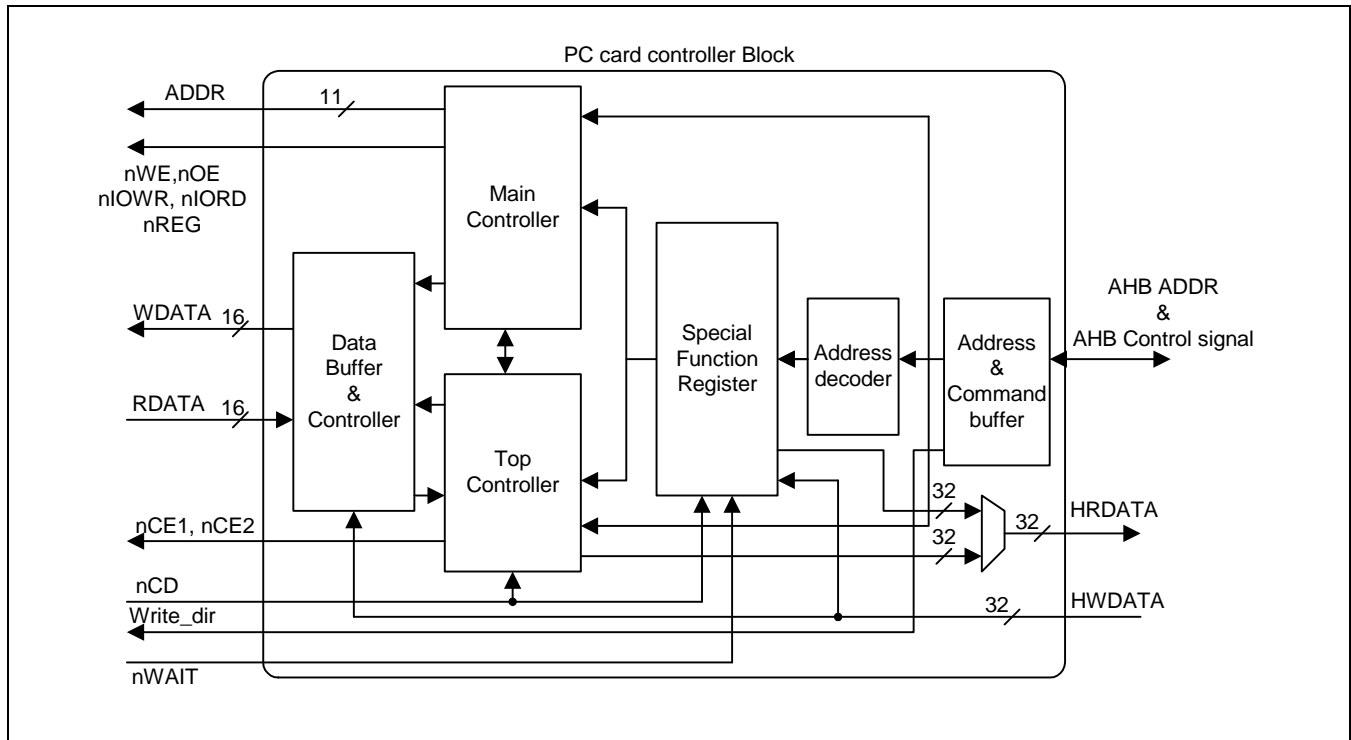 PC card controller Block
ADDR
11
nWE,nOE
nIOWR, nIORD
nREG
Main
Controller
WDATA
16
RDATA
16
Data
Buffer
&
Controller
Top
Controller
Special
Function
Register
Address
decoder
Address
&
Command
buffer
AHB ADDR
&
AHB Control signal
nCE1, nCE2
nCD
Write_dir
nWAIT
32
32
32
HRDATA
32
HWDATA